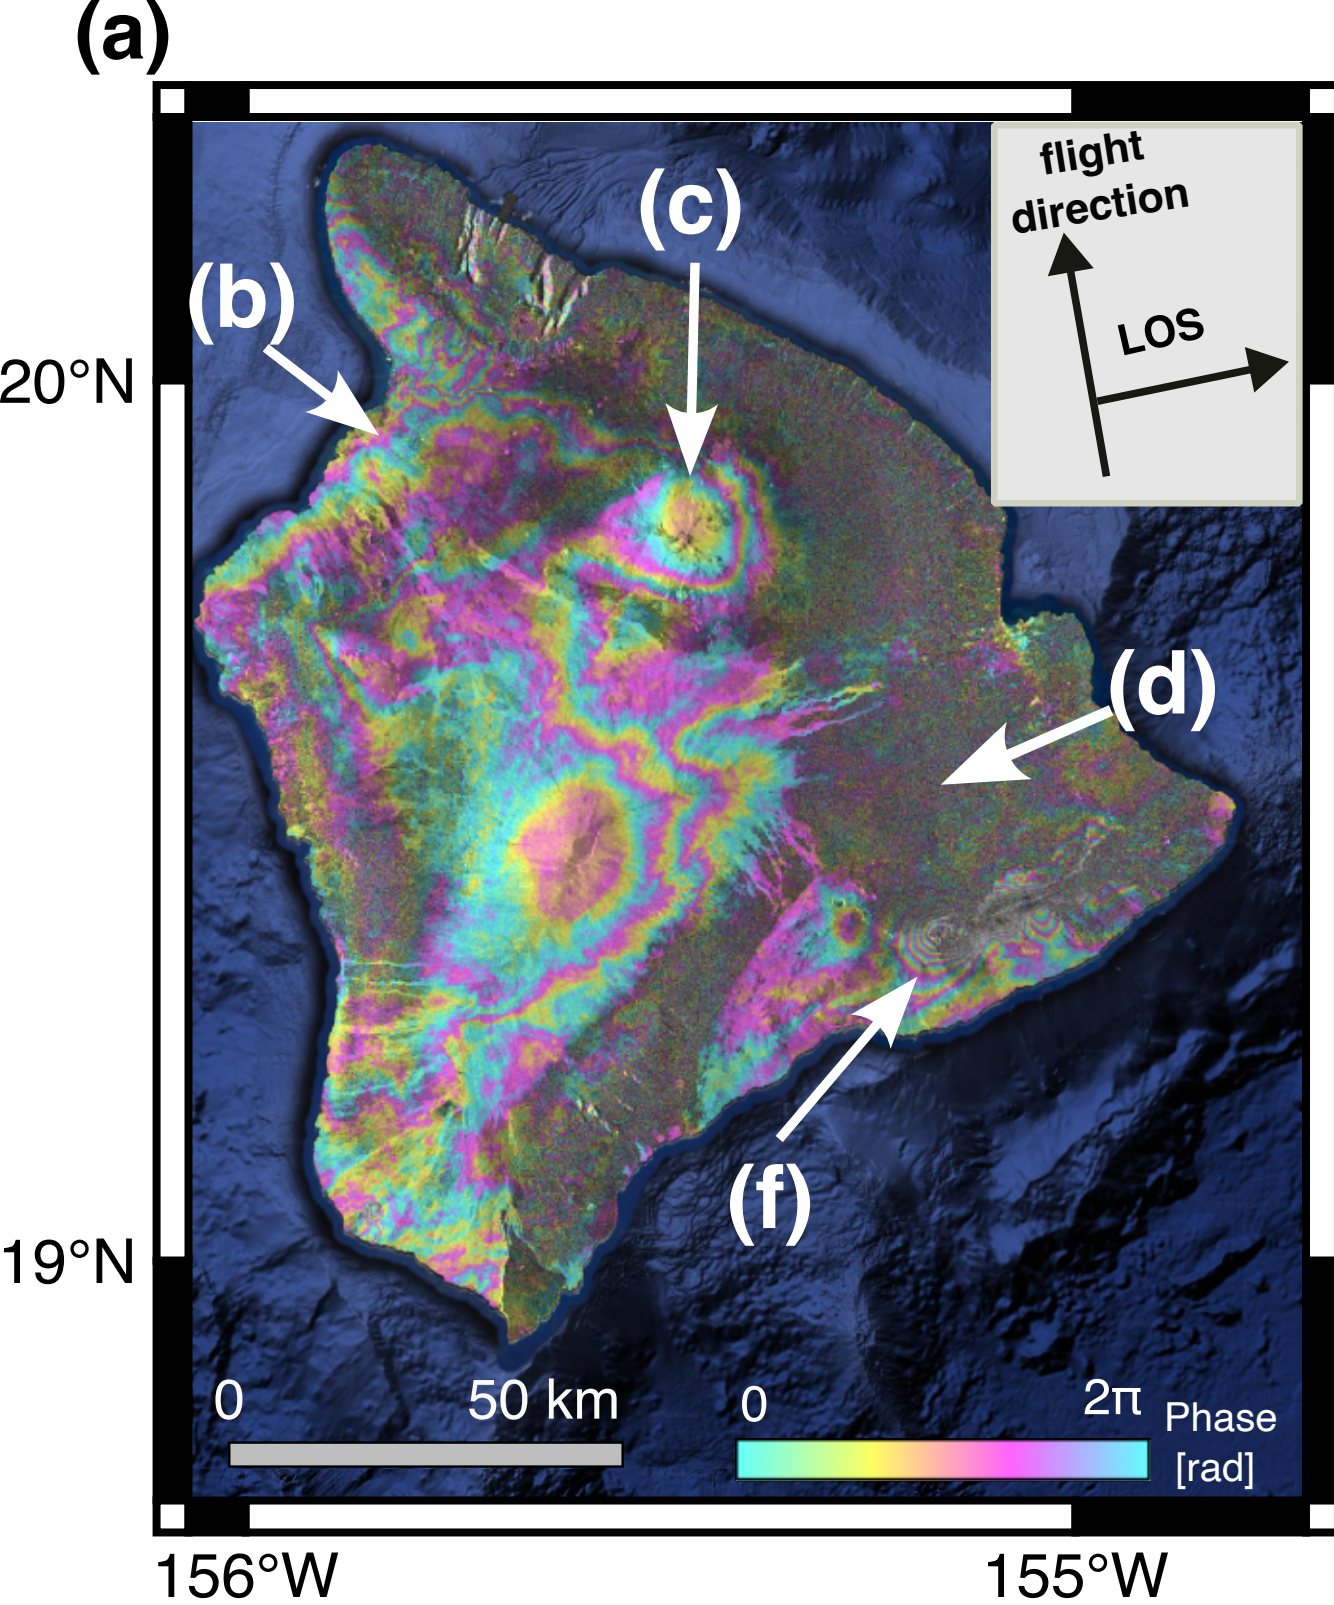 (a)
flight
direction
LOS
(c)
(b)
20°N
(d)
(f)
19°N
0 50 km
0 2π Phase
[rad]
156°W 155°W